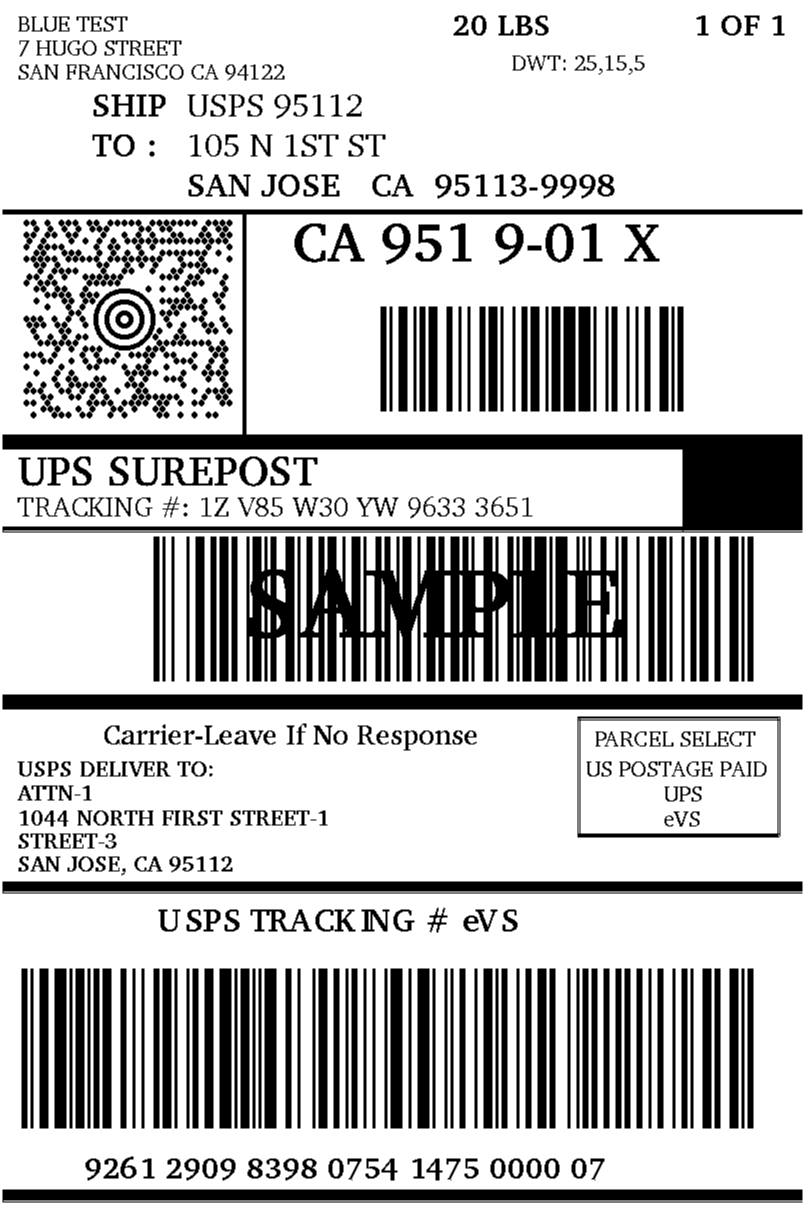 BLUE TEST
7 HUGO STREET
SAN FRANCISCO CA 94122
20 LBS
1 OF 1
DWT: 25,15,5
SHIP USPS 95112
TO : 105 N 1ST ST
SAN JOSE CA 95113-9998
CA 951 9-01 X
UPS SUREPOST
TRACKING #: 1Z V85 W30 YW 9633 3651
SAMPLE
Carrier-Leave If No Response
USPS DELIVER TO:
ATTN-1
1044 NORTH FIRST STREET-1
STREET-3
SAN JOSE, CA 95112
PARCEL SELECT
US POSTAGE PAID
UPS
eVS
USPS TRACKING # eVS
9261 2909 8398 0754 1475 0000 07